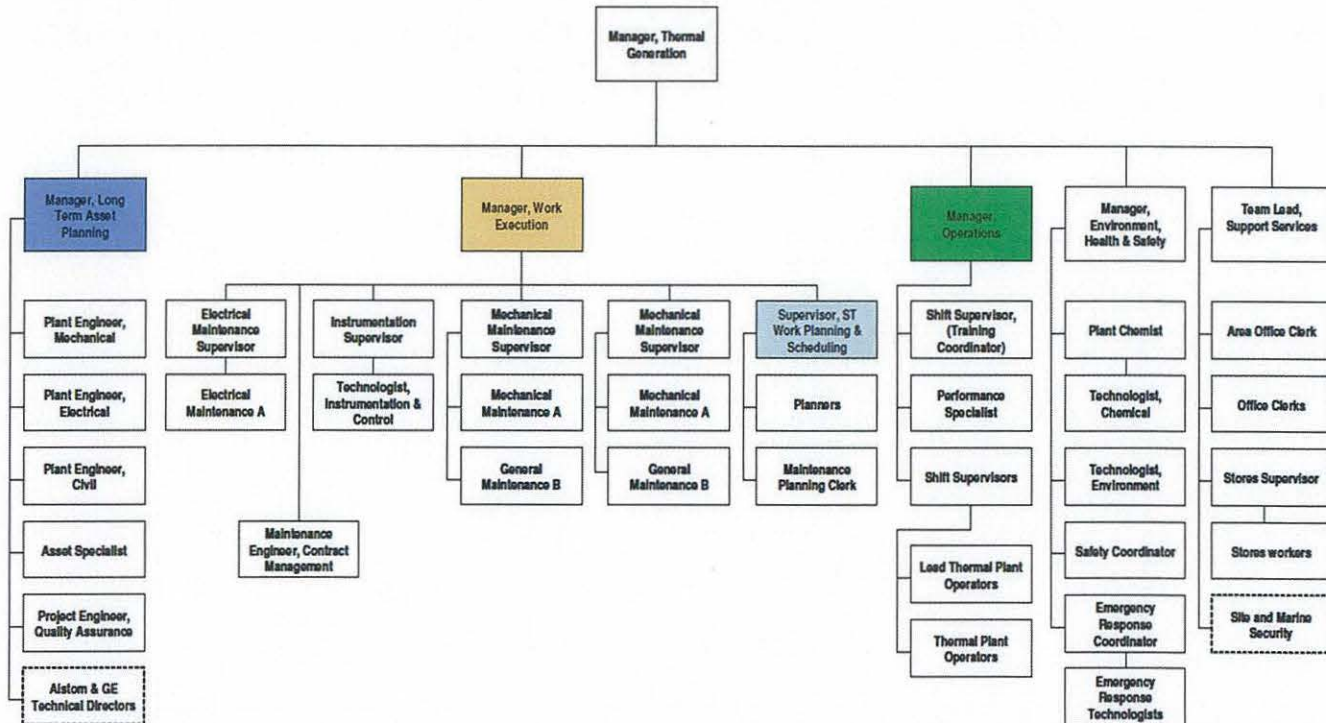 Manager, Thermal
Generation
Manager, Long
Term Asset
Planning
Manager, Work
Execution
Manager,
Operations
Manager,
Environment,
Health & Safety
Team Lead,
Support Services
Plant Engineer,
Mechanical
Electrical
Maintenance
Supervisor
Instrumentation
Supervisor
Mechanical
Maintenance
Supervisor
Mechanical
Maintenance
Supervisor
Supervisor, ST
Work Planning &
Scheduling
Shift Supervisor,
(Training
Coordinator)
Plant Chemist
Area Office Clerk
Plant Engineer,
Electrical
Electrical
Maintenance A
Technologist,
Instrumentation &
Control
Mechanical
Maintenance A
Mechanical
Maintenance A
Planners
Performance
Specialist
Technologist,
Chemical
Office Clerks
Plant Engineer,
Civil
General
Maintenance B
General
Maintenance B
Maintenance
Planning Clerk
Shift Supervisors
Technologist,
Environment
Stores Supervisor
Asset Specialist
Maintenance
Engineer, Contract
Management
Lead Thermal Plant
Operators
Safety Coordinator
Stores workers
Project Engineer,
Quality Assurance
Thermal Plant
Operators
Emergency
Response
Coordinator
Site and Marine
Security
Alstom & GE
Technical Directors
Emergency
Response
Technologists